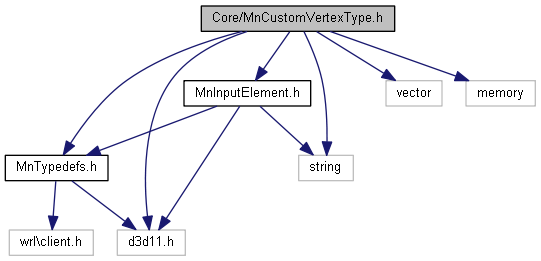 Core/MnCustomVertexType.h
MnInputElement.h
vector
memory
MnTypedefs.h
string
wrl\client.h
d3d11.h